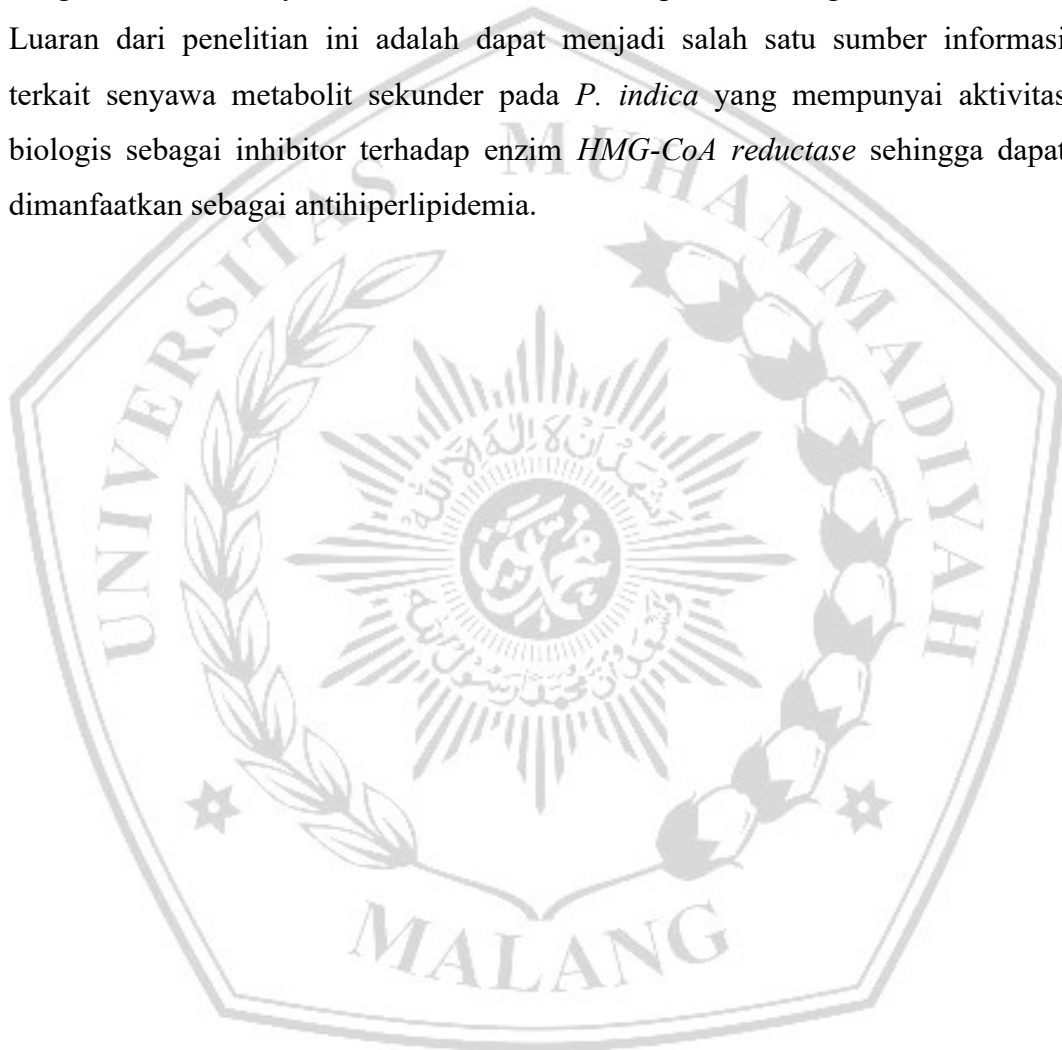 Luaran dari penelitian ini adalah dapat menjadi salah satu sumber informasi
terkait senyawa metabolit sekunder pada P. indica yang mempunyai aktivitas
biologis sebagai inhibitor terhadap enzim HMG-CoA reductase sehingga dapat
dimanfaatkan sebagai antihiperlipidemia.
UNIVERSITAS MUHAMMADIYAH
MALANG